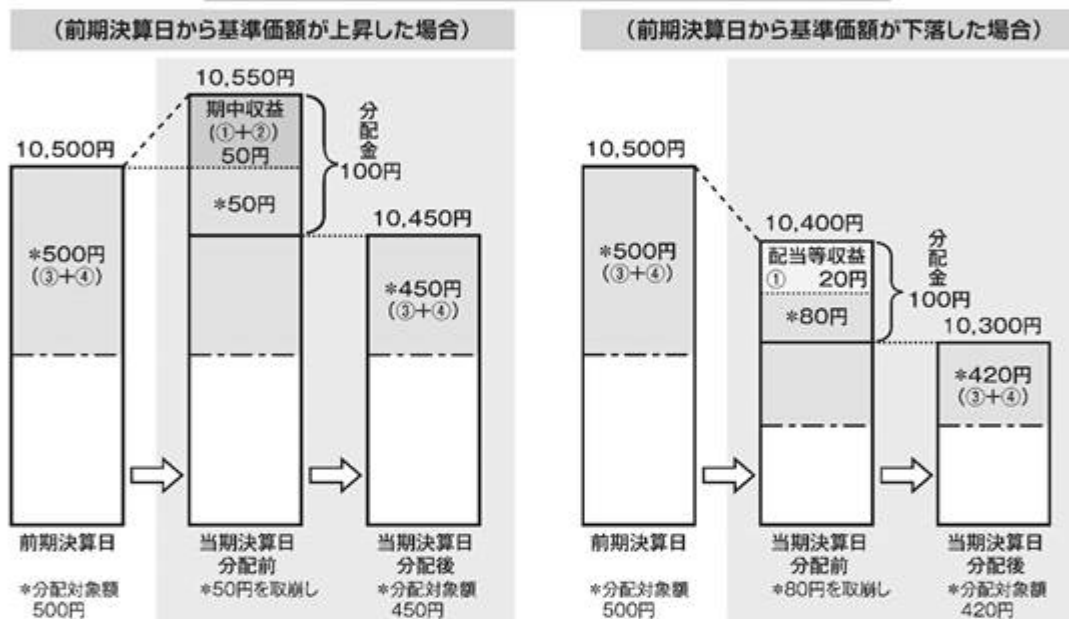 (前期決算日から基準価額が上昇した場合)
10,550円
期中収益
(①+②)
50円
*50円
分配金
100円
10,500円
*500円
(③+④)
10,450円
*450円
(③+④)
前期決算日
*分配対象額
500円
当期決算日
分配前
*50円を取崩し
当期決算日
分配後
*分配対象額
450円
(前期決算日から基準価額が下落した場合)
10,500円
*500円
(③+④)
10,400円
配当等収益
① 20円
*80円
分配金
100円
10,300円
*420円
(③+④)
前期決算日
*分配対象額
500円
当期決算日
分配前
*80円を取崩し
当期決算日
分配後
*分配対象額
420円